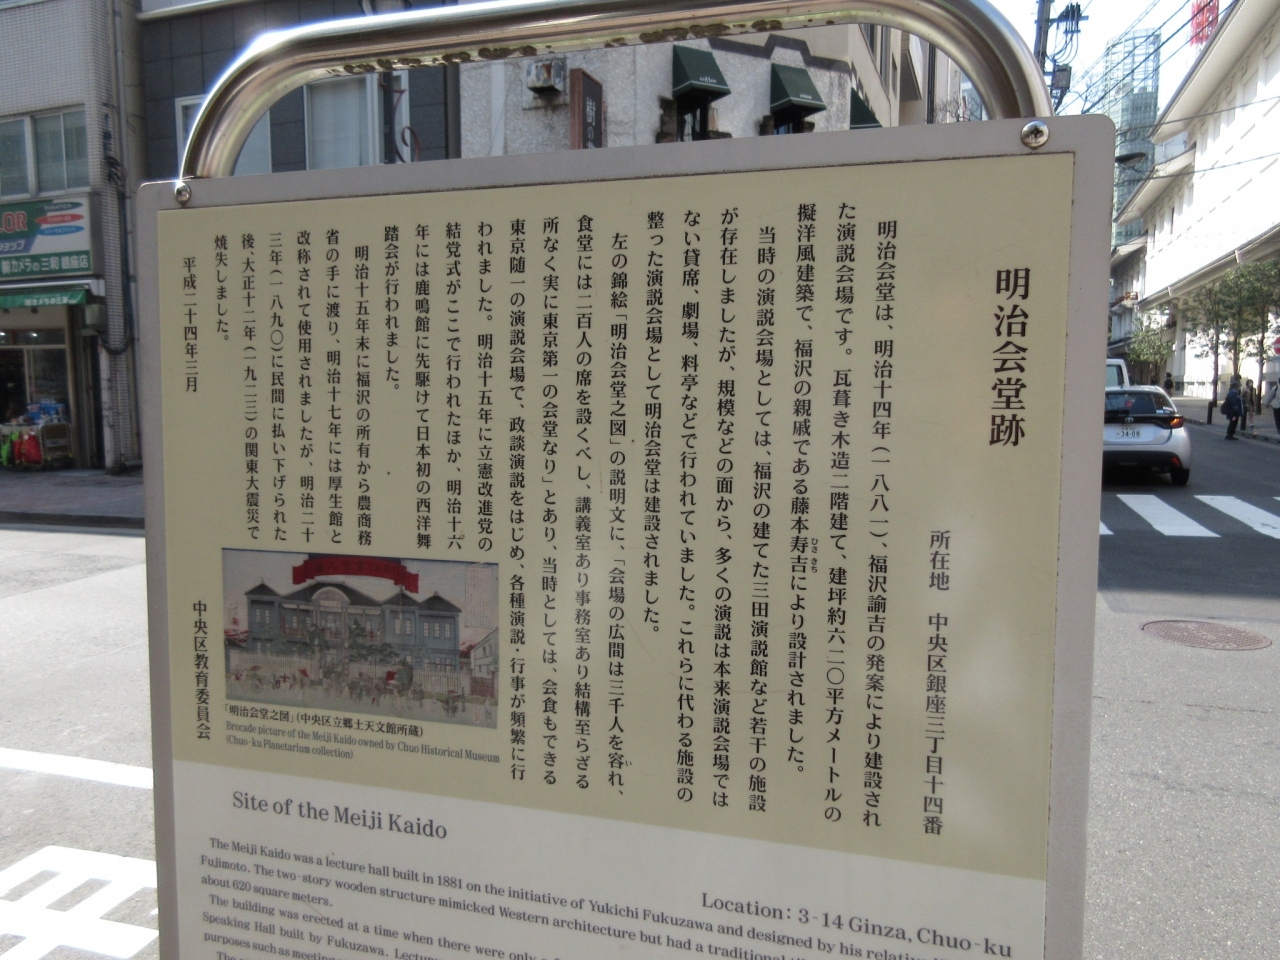 明治会堂跡
所在地　中央区銀座三丁目十四番
明治会堂は、明治十四年（一八八一）、福沢諭吉の発案により建設され
た演説会場です。瓦葺き木造二階建て、建坪約六二〇平方メートルの
擬洋風建築で、福沢の親戚である藤本寿吉により設計されました。
ひさきち
当時の演説会場としては、福沢の建てた三田演説館など若干の施設
が存在しましたが、規模などの面から、多くの演説は本来演説会場では
ない貸席、劇場、料亭などで行われていました。これらに代わる施設の
整った演説会場として明治会堂は建設されました。
左の錦絵「明治会堂之図」の説明文に、「会場の広間は三千人を容れ、
い
食堂には二百人の席を設くべし、講義室あり事務室あり結構至らざる
所なく実に東京第一の会堂なり」とあり、当時としては、会食もできる
東京随一の演説会場で、政談演説をはじめ、各種演説・行事が頻繁に行
われました。明治十五年に立憲改進党の
結党式がここで行われたほか、明治十六
年には鹿鳴館に先駆けて日本初の西洋舞
踏会が行われました。
明治十五年末に福沢の所有から農商務
省の手に渡り、明治十七年には厚生館と
改称されて使用されましたが、明治二十
三年（一八九〇）に民間に払い下げられた
後、大正十二年（一九二三）の関東大震災で
焼失しました。
平成二十四年三月
中央区教育委員会
「明治会堂之図」（中央区立郷土天文館所蔵）
Brocade picture of the Meiji Kaido owned by Chuo Historical Museum
(Chuo-ku Planetarium collection)
Site of the Meiji Kaido
Location: 3-14 Ginza, Chuo-ku
The Meiji Kaido was a lecture hall built in 1881 on the initiative of Yukichi Fukuzawa and designed by his relative
Fujimoto. The two-story wooden structure mimicked Western architecture but had a traditional
about 620 square meters.
The building was erected at a time when there were only
Speaking Hall built by Fukuzawa.
purposes such as
カメラの三和 銀座店
34-08